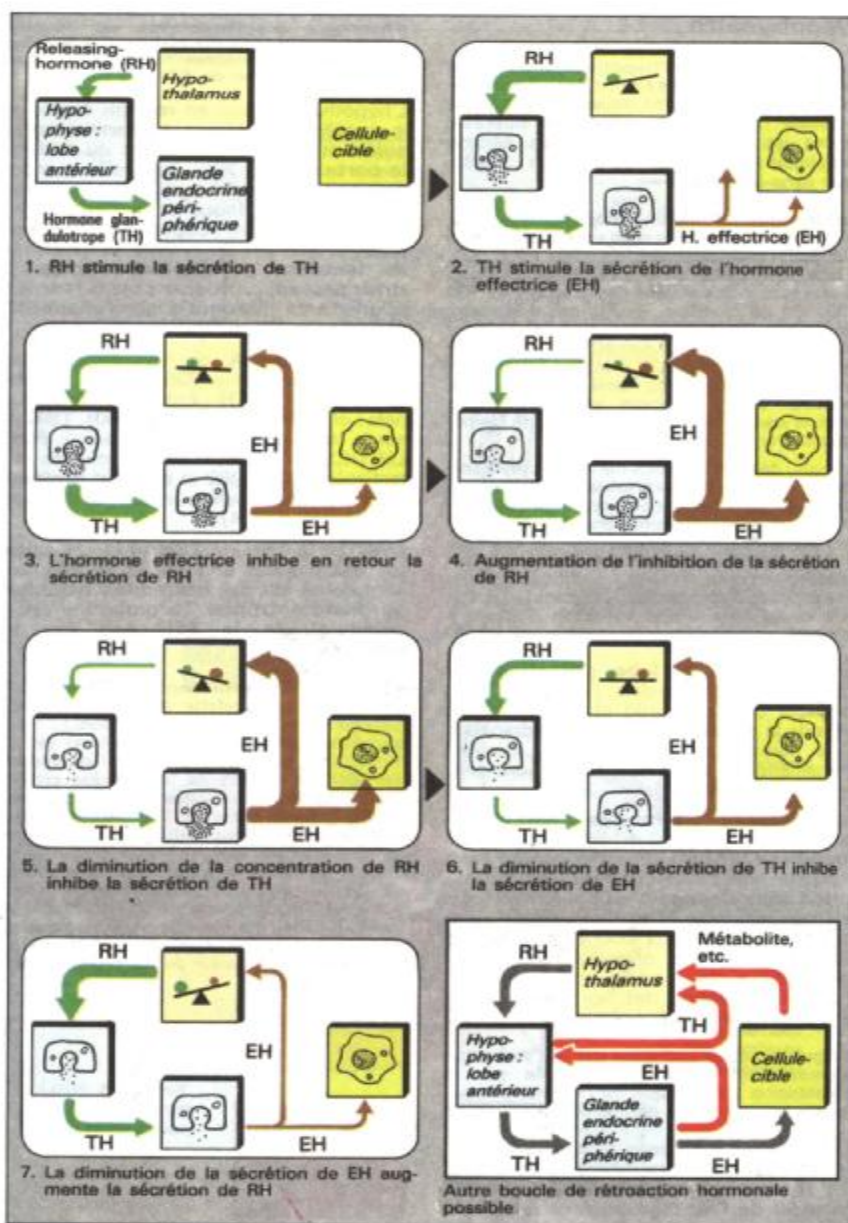 Releasing-
hormone (RH)
Hypo-
thalamus
Hypo-
physe :
lobe
antérieur
Cellule-
cible
Glande
endocrine
péri-
phérique
Hormone glan-
dulotrope (TH)
1. RH stimule la sécrétion de TH
RH
TH
H. effectrice (EH)
2. TH stimule la sécrétion de l'hormone
effectrice (EH)
RH
EH
TH
EH
3. L'hormone effectrice inhibe en retour la
sécrétion de RH
RH
EH
TH
EH
4. Augmentation de l'inhibition de la sécrétion
de RH
RH
EH
TH
EH
5. La diminution de la concentration de RH
inhibe la sécrétion de TH
RH
EH
TH
EH
6. La diminution de la sécrétion de TH inhibe
la sécrétion de EH
RH
EH
TH
EH
7. La diminution de la sécrétion de EH aug-
mente la sécrétion de RH
Métabolite,
etc.
RH
Hypo-
thalamus
TH
Hypo-
physe :
lobe
antérieur
EH
Cellule-
cible
Glande
endocrine
péri-
phérique
TH
EH
Autre boucle de rétroaction hormonale
possible